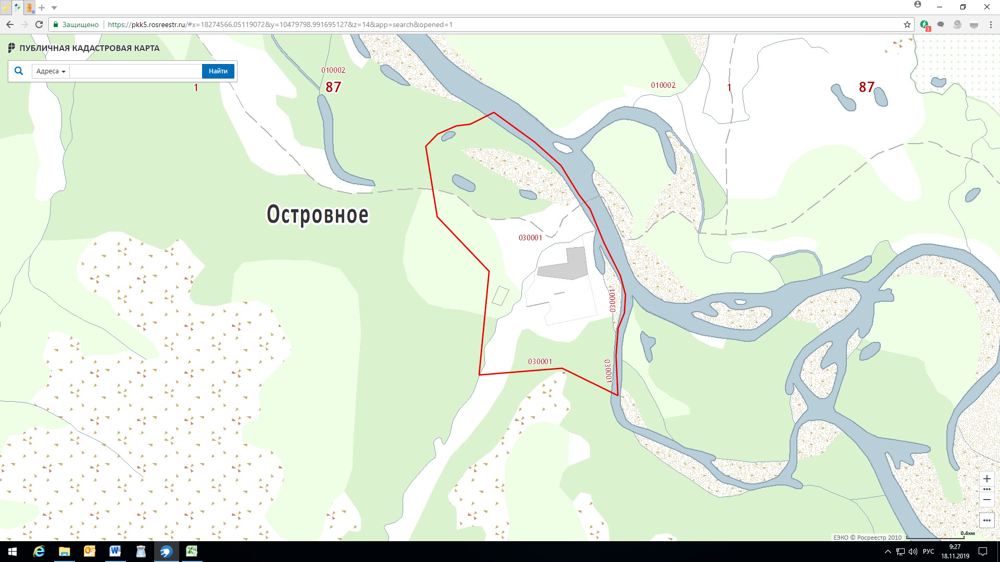 Защищено
https://pkk5.rosreestr.ru/#x=18274566.05119072&y=10479798.991695127&z=14&app=search&opened=1
3
ПУБЛИЧНАЯ КАДАСТРОВАЯ КАРТА
Адреса
Найти
1
010002
87
010002
1
87
Островное
030001
030001
030001
030001
ЕЭКО © Росреестр 2010
0.4км
РУС
9:27
18.11.2019